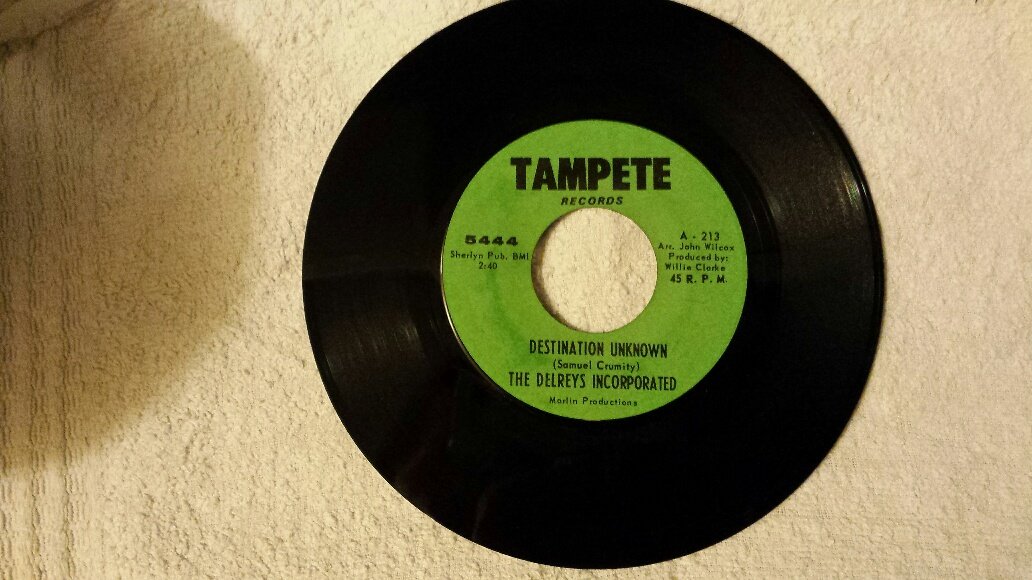 TAMPETE
RECORDS
5444
Sherlyn Pub. BMI
2:40
A - 213
Arr. John Wilcox
Produced by:
Willie Clarke
45 R. P. M.
DESTINATION UNKNOWN
(Samuel Crumity)
THE DELREYS INCORPORATED
Marlin Productions